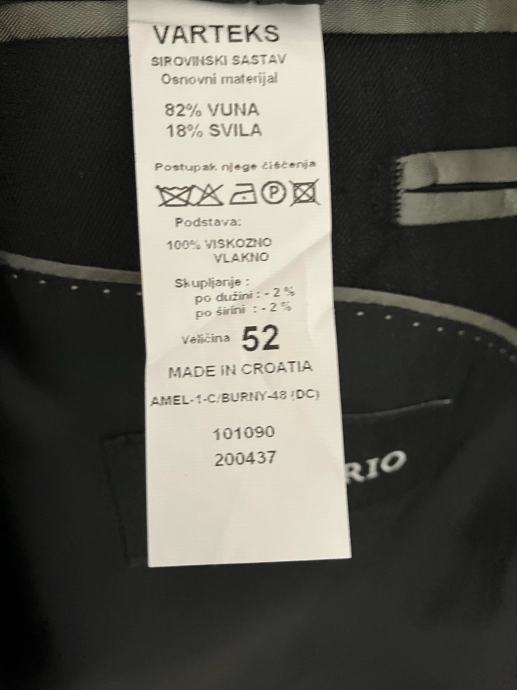 VARTEKS
SIROVINSKI SASTAV
Osnovni materijal
82% VUNA
18% SVILA
Postupak njege čišćenja
P
Podstava:
100% VISKOZNO
VLAKNO
Skupljanje :
po dužini : - 2 %
po širini : - 2 %
Veličina 52
MADE IN CROATIA
AMEL-1-C/BURNY-48 (DC)
101090
200437
RIO